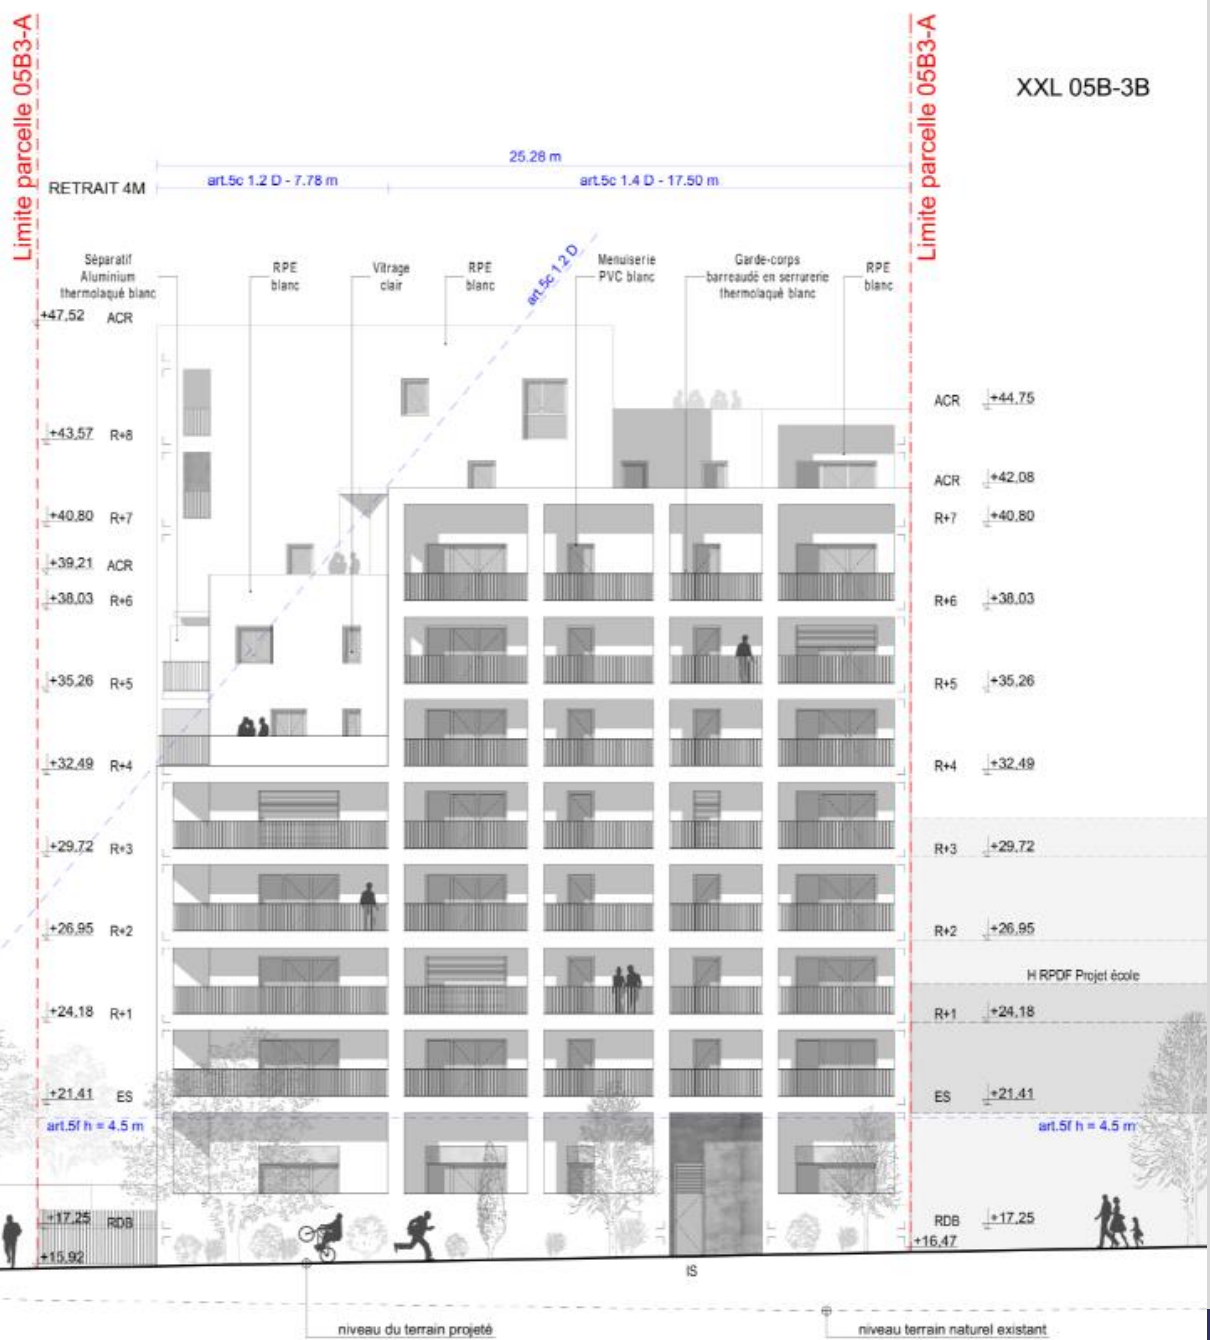 Limite parcelle 05B3-A
Limite parcelle 05B3-A
XXL 05B-3B
25.28 m
art.5c 1.2 D - 7.78 m
art.5c 1.4 D - 17.50 m
RETRAIT 4M
art.5c 1.2 D
Séparatif
Aluminium
thermolaqué blanc
RPE
blanc
Vitrage
clair
RPE
blanc
Menuiserie
PVC blanc
Garde-corps
barreaudé en serrurerie
thermolaqué blanc
RPE
blanc
+47,52 ACR
ACR +44,75
+43,57 R+8
ACR +42,08
+40,80 R+7
R+7 +40,80
+39,21 ACR
+38,03 R+6
R+6 +38,03
+35,26 R+5
R+5 +35,26
+32,49 R+4
R+4 +32,49
+29,72 R+3
R+3 +29,72
+26,95 R+2
R+2 +26,95
H RPDF Projet école
+24,18 R+1
R+1 +24,18
+21,41 ES
ES +21,41
art.5f h = 4.5 m
art.5f h = 4.5 m
+17,25 RDB
RDB +17,25
+16,47
+15,92
IS
niveau du terrain projeté
niveau terrain naturel existant